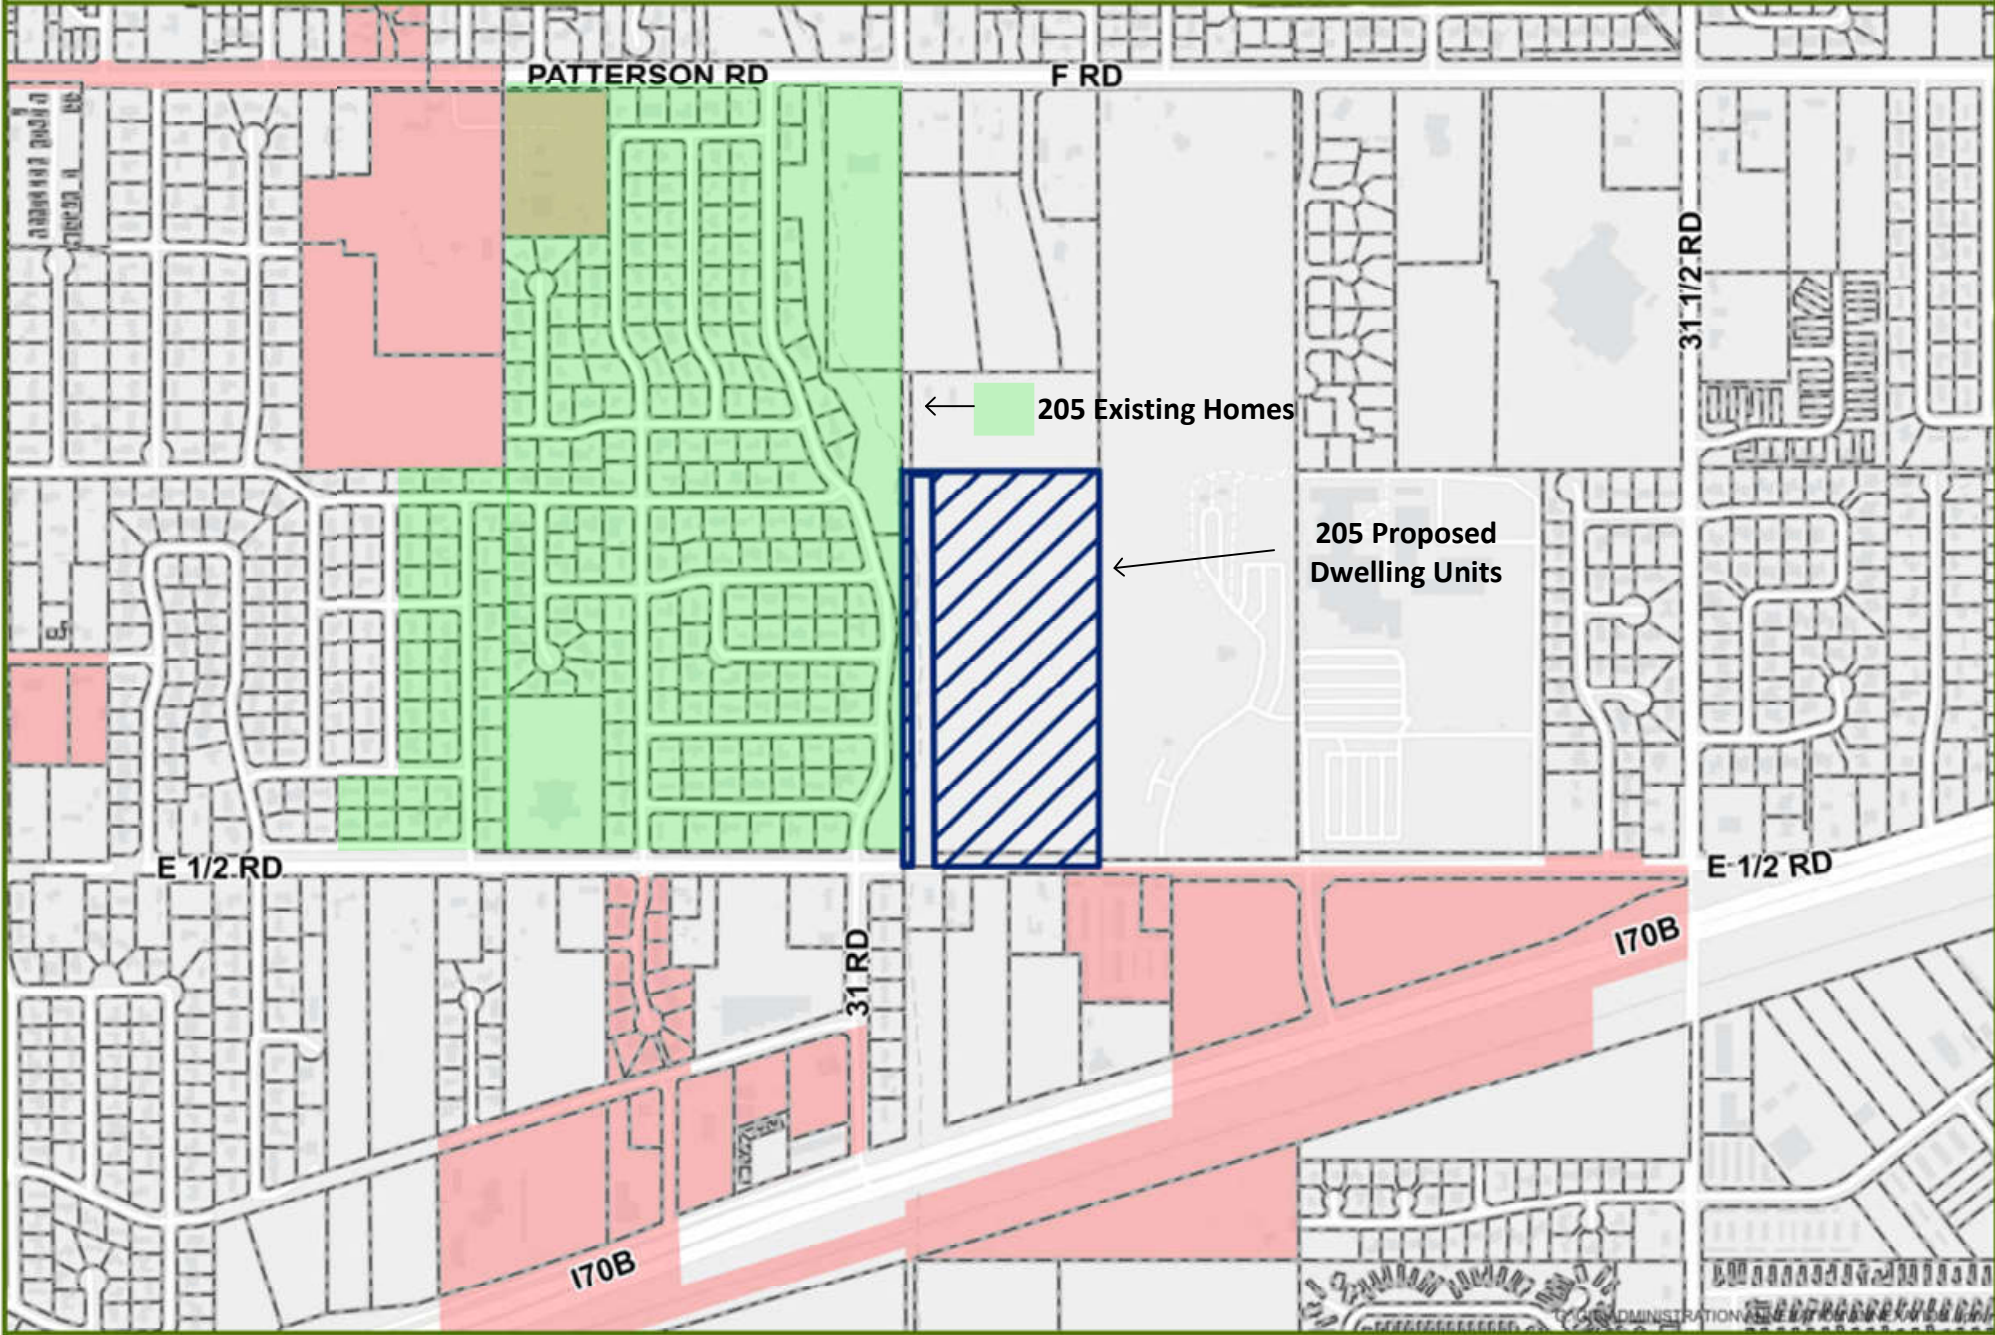 PATTERSON RD
F RD
31 1/2 RD
205 Existing Homes
205 Proposed
Dwelling Units
E 1/2 RD
E 1/2 RD
I70B
31 RD
I70B